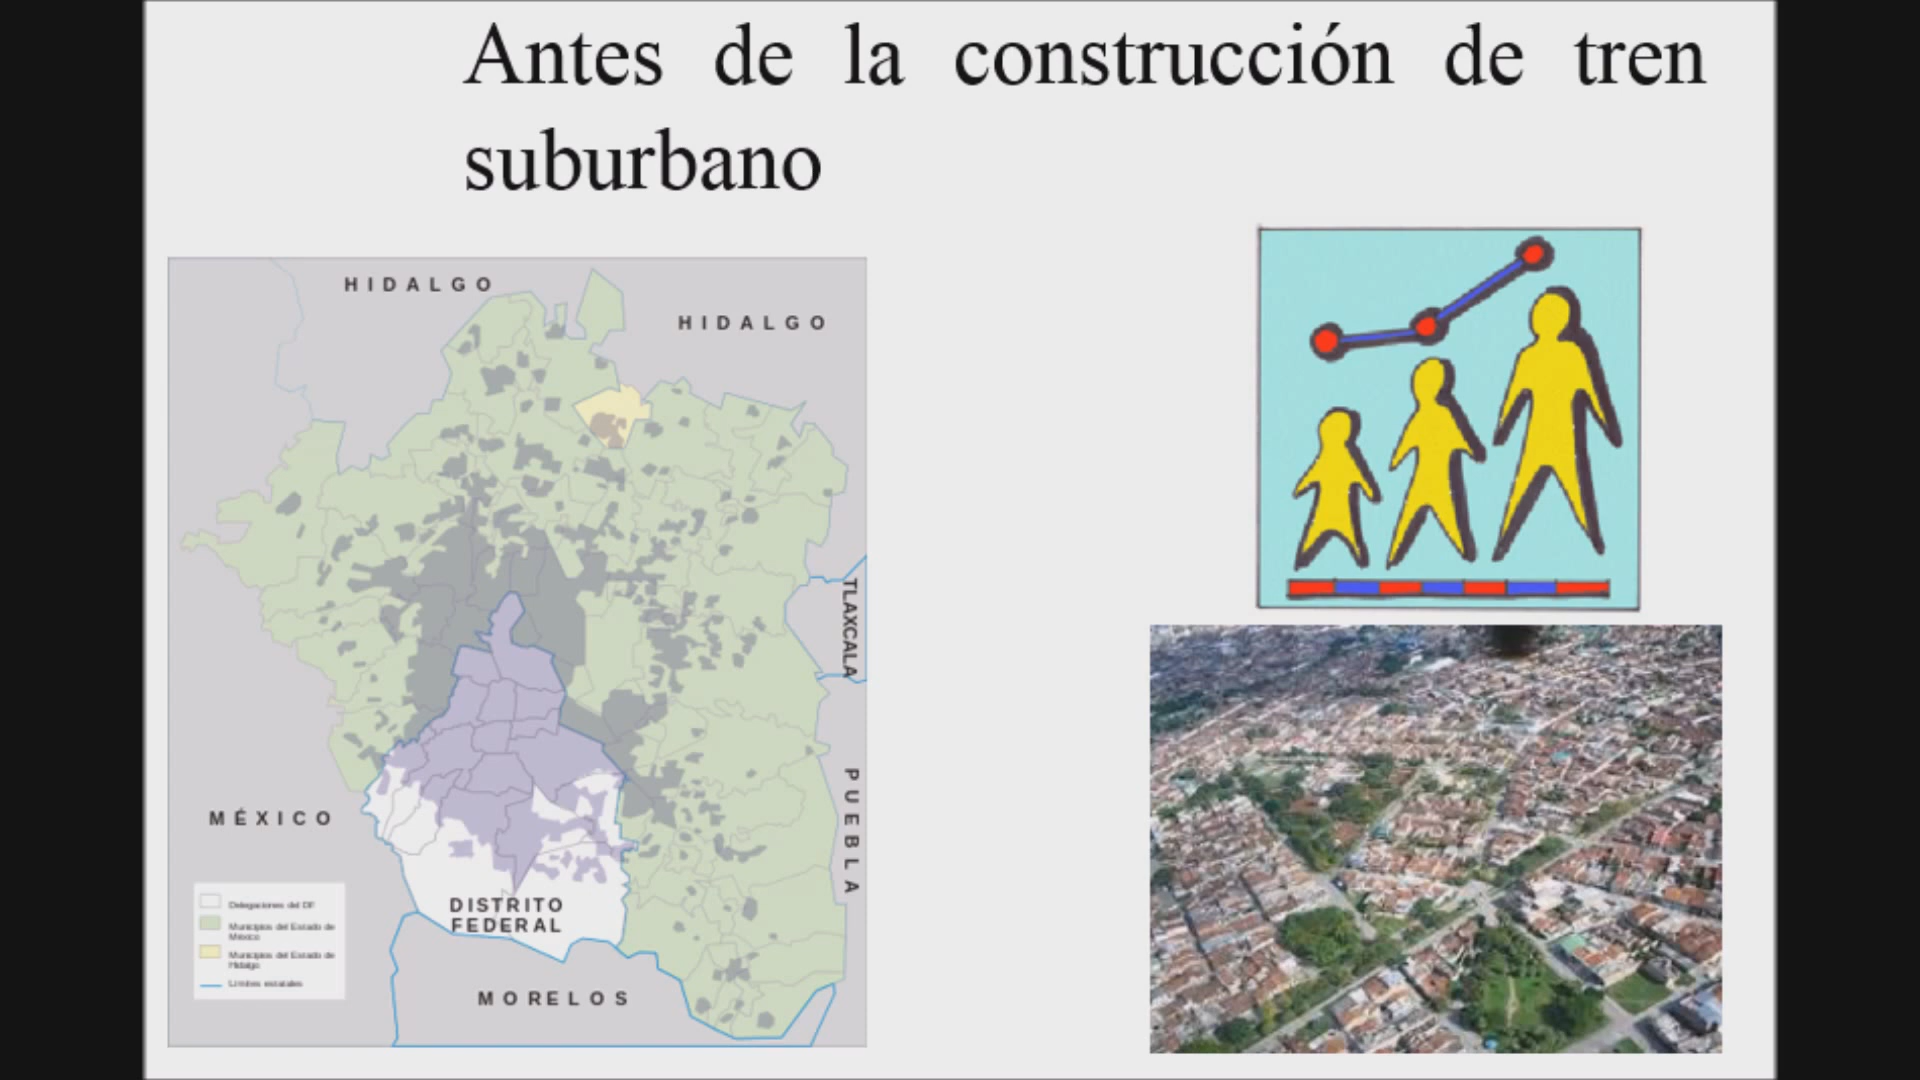 Antes de la construcción de tren
suburbano
HIDALGO
HIDALGO
TLAXCALA
PUEBLA
MÉXICO
DISTRITO
FEDERAL
MORELOS
Delegaciones del DF
Municipios del Estado de
México
Municipios del Estado de
Hidalgo
Límites estatales